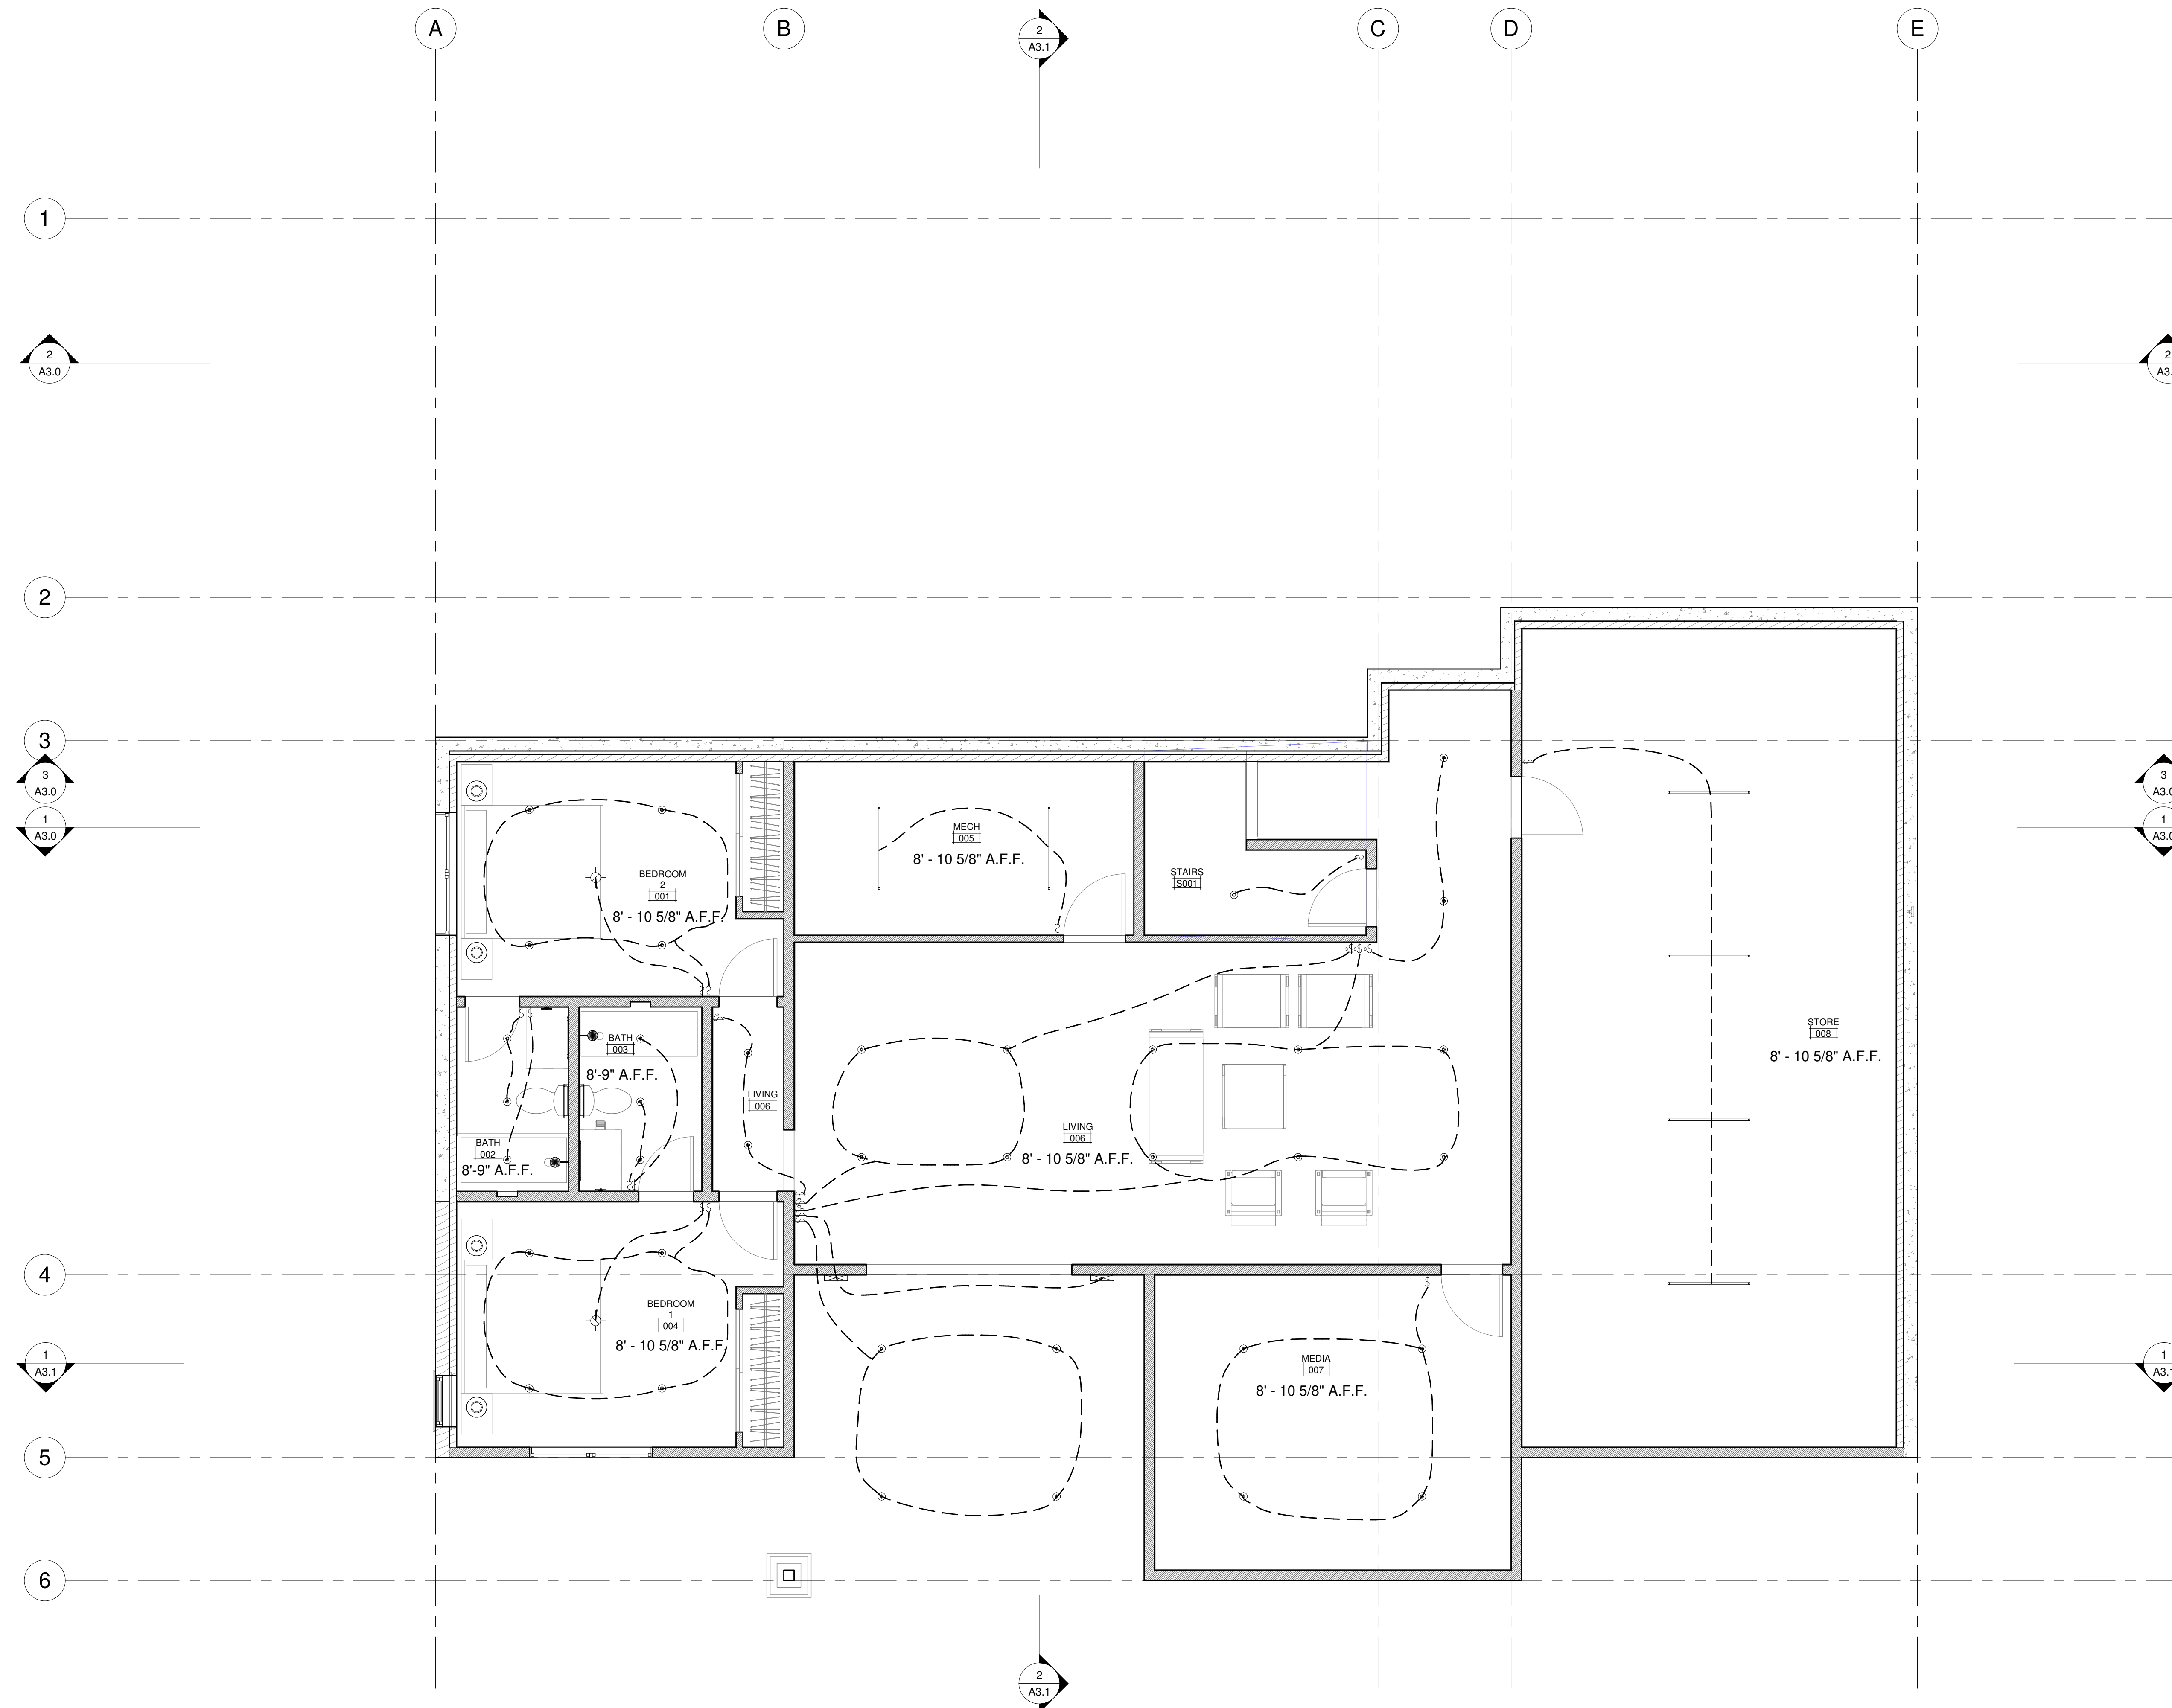 A
B
C
D
E
2
A3.1
1
2
A3.0
2
A3.
2
3
3
A3.0
3
A3.0
1
A3.0
1
A3.0
MECH
005
8' - 10 5/8" A.F.F.
BEDROOM
2
001
8' - 10 5/8" A.F.F.
STAIRS
S001
STORE
008
8' - 10 5/8" A.F.F.
BATH
003
8'-9" A.F.F.
LIVING
006
LIVING
006
8' - 10 5/8" A.F.F.
BATH
002
8'-9" A.F.F.
4
BEDROOM
1
004
8' - 10 5/8" A.F.F.
MEDIA
007
8' - 10 5/8" A.F.F.
1
A3.1
1
A3.1
5
6
2
A3.1